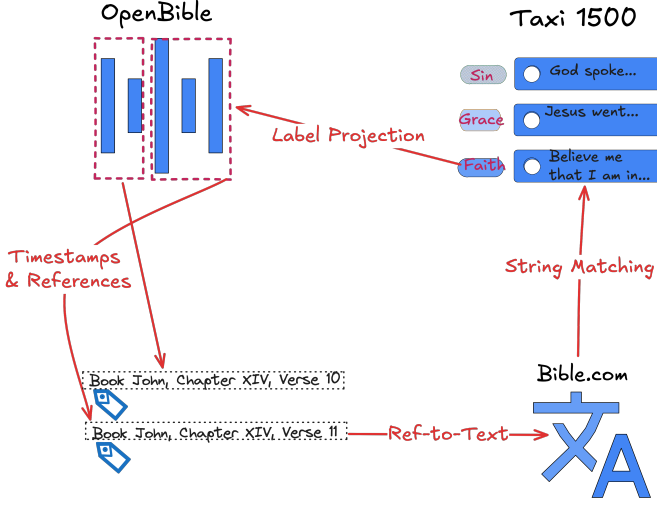 OpenBible
Taxi 1500
Sin
God spoke...
Grace
Jesus went...
Label Projection
Faith
Believe me
that I am in...
Timestamps
& References
String Matching
Book John, Chapter XIV, Verse 10
Bible.com
Book John, Chapter XIV, Verse 11
Ref-to-Text
文A